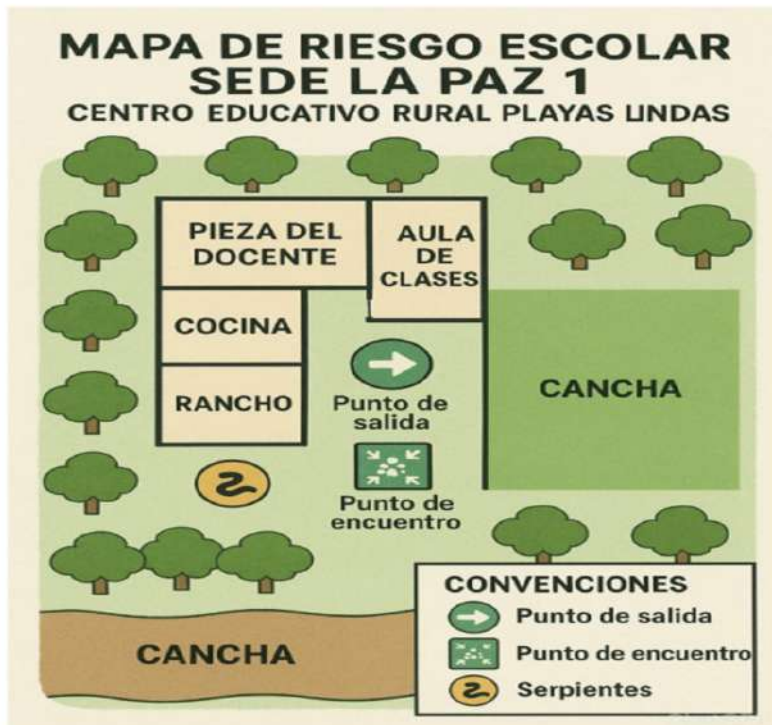 MAPA DE RIESGO ESCOLAR
SEDE LA PAZ 1
CENTRO EDUCATIVO RURAL PLAYAS LINDAS
PIEZA DEL
DOCENTE
AULA
DE
CLASES
COCINA
RANCHO
Punto de
salida
CANCHA
Punto de
encuentro
CANCHA
CONVENCIONES
Punto de salida
Punto de encuentro
Serpientes